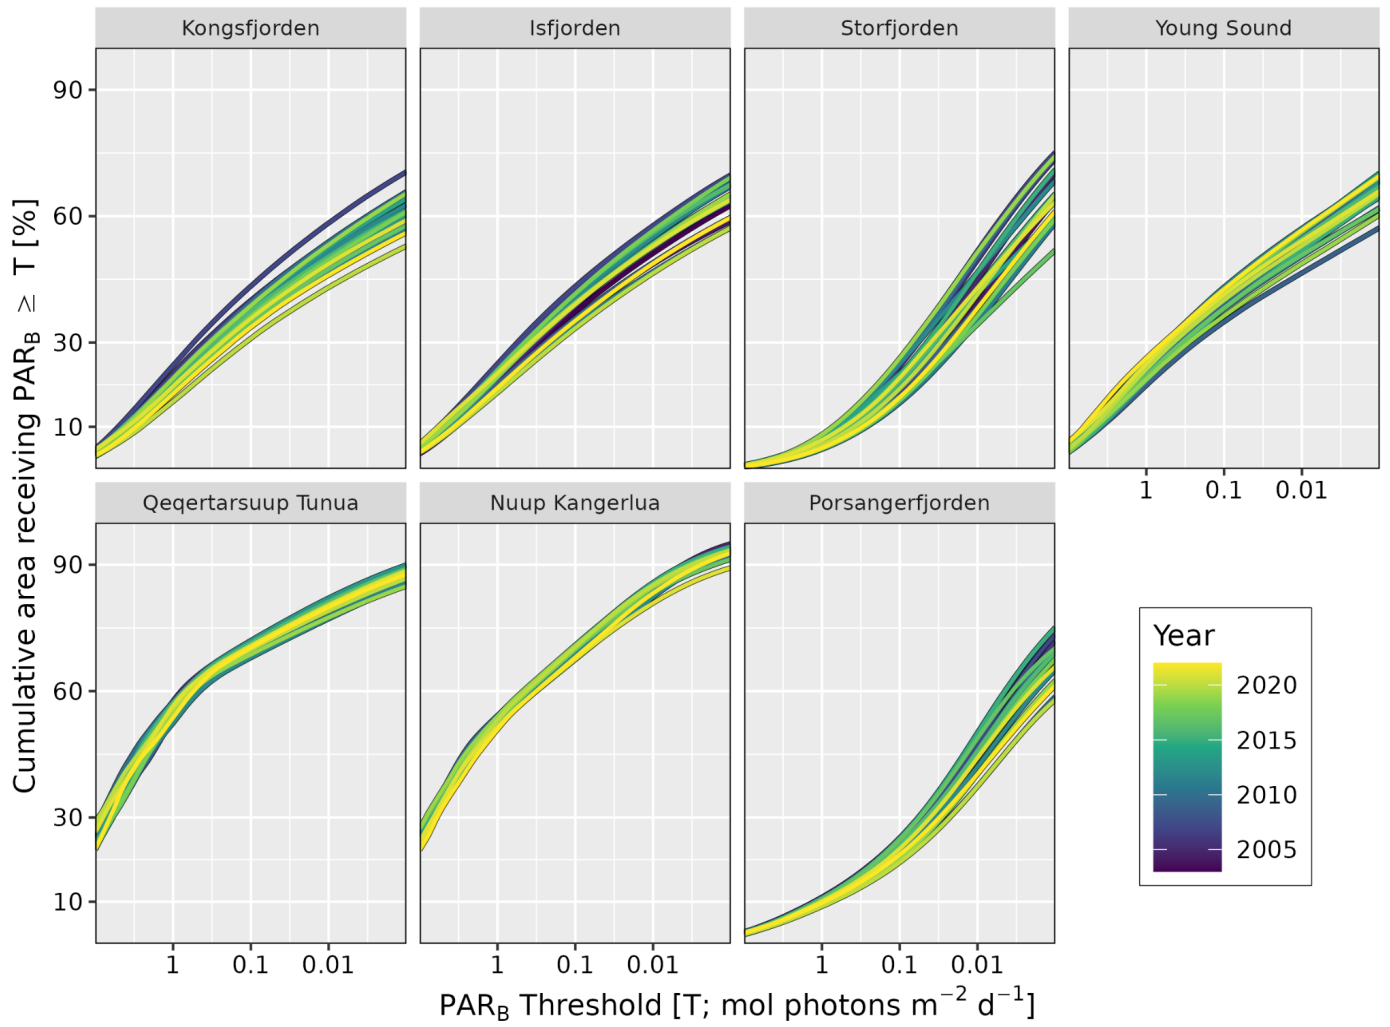 Kongsfjorden Isfjorden Storfjorden Young Sound
90
60
30
10
1 0.1 0.01
Qeqertarsuup Tunua Nuup Kangerlua Porsangerfjorden
90
60
30
10
1 0.1 0.01 1 0.1 0.01 1 0.1 0.01
Cumulative area receiving PAR_B ≥ T [%]
PAR_B Threshold [T; mol photons m⁻² d⁻¹]
Year
2020
2015
2010
2005